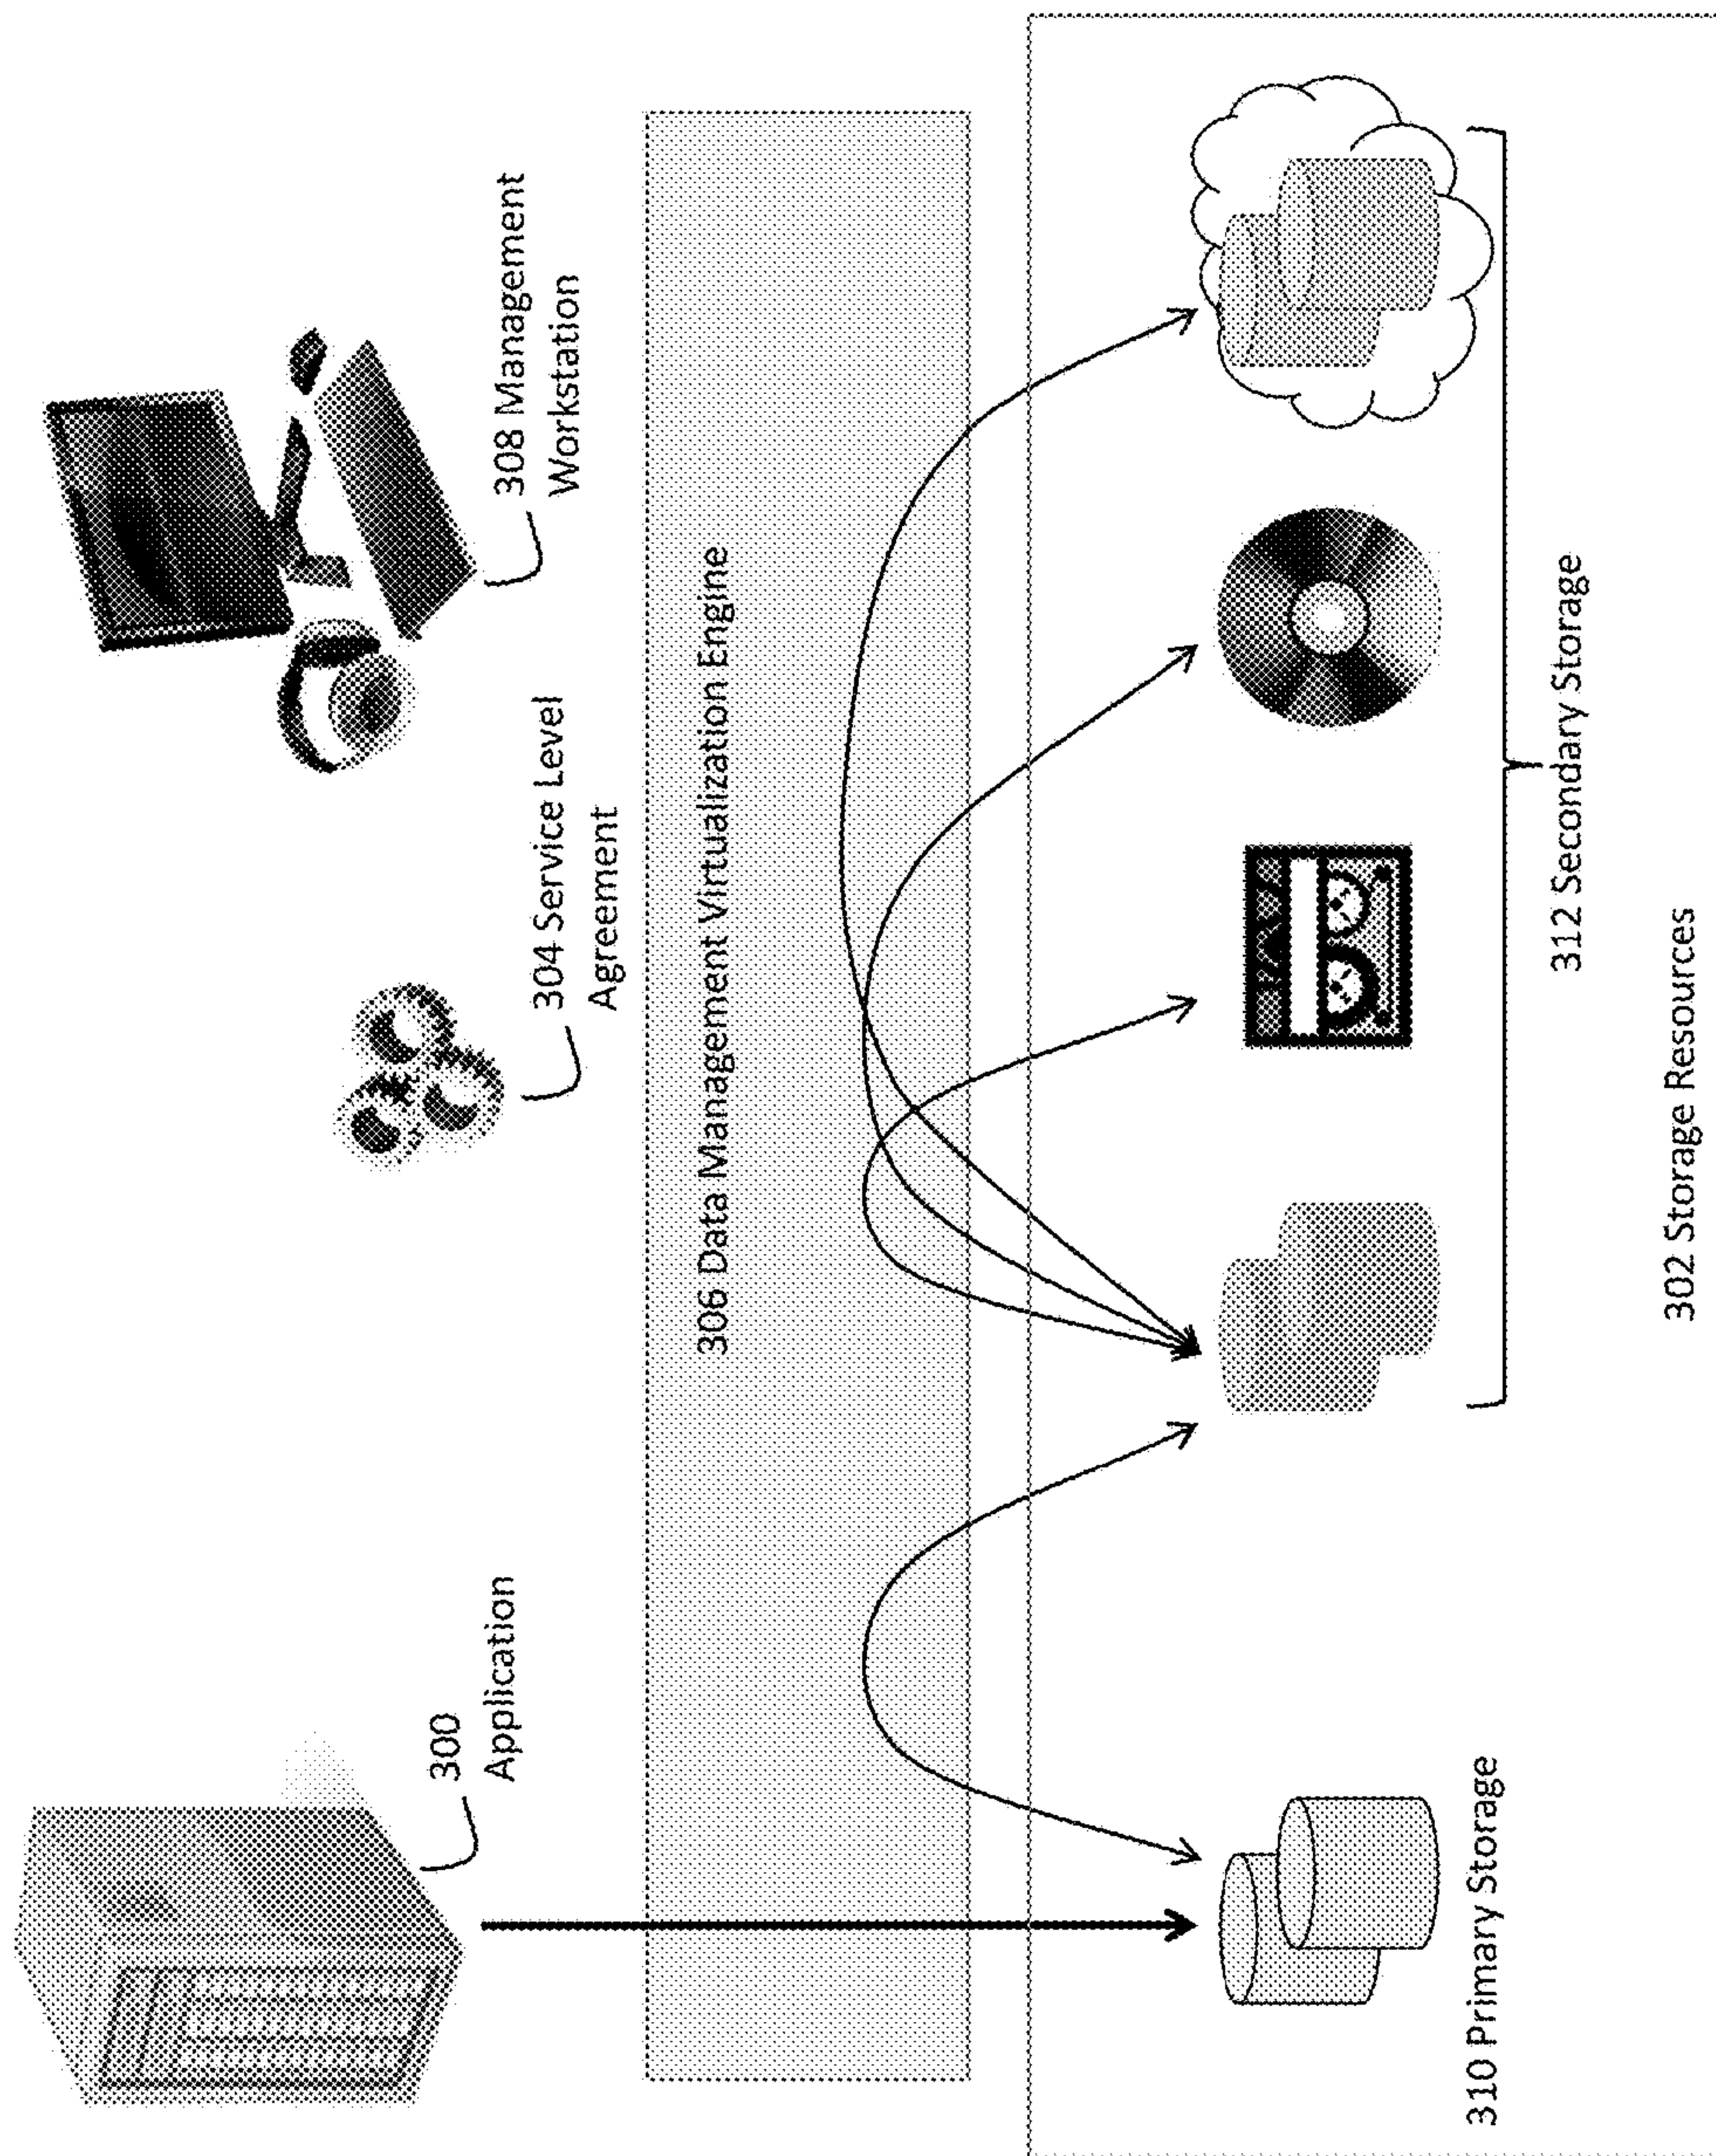 300
Application
304 Service Level
Agreement
308 Management
Workstation
306 Data Management Virtualization Engine
310 Primary Storage
312 Secondary Storage
302 Storage Resources